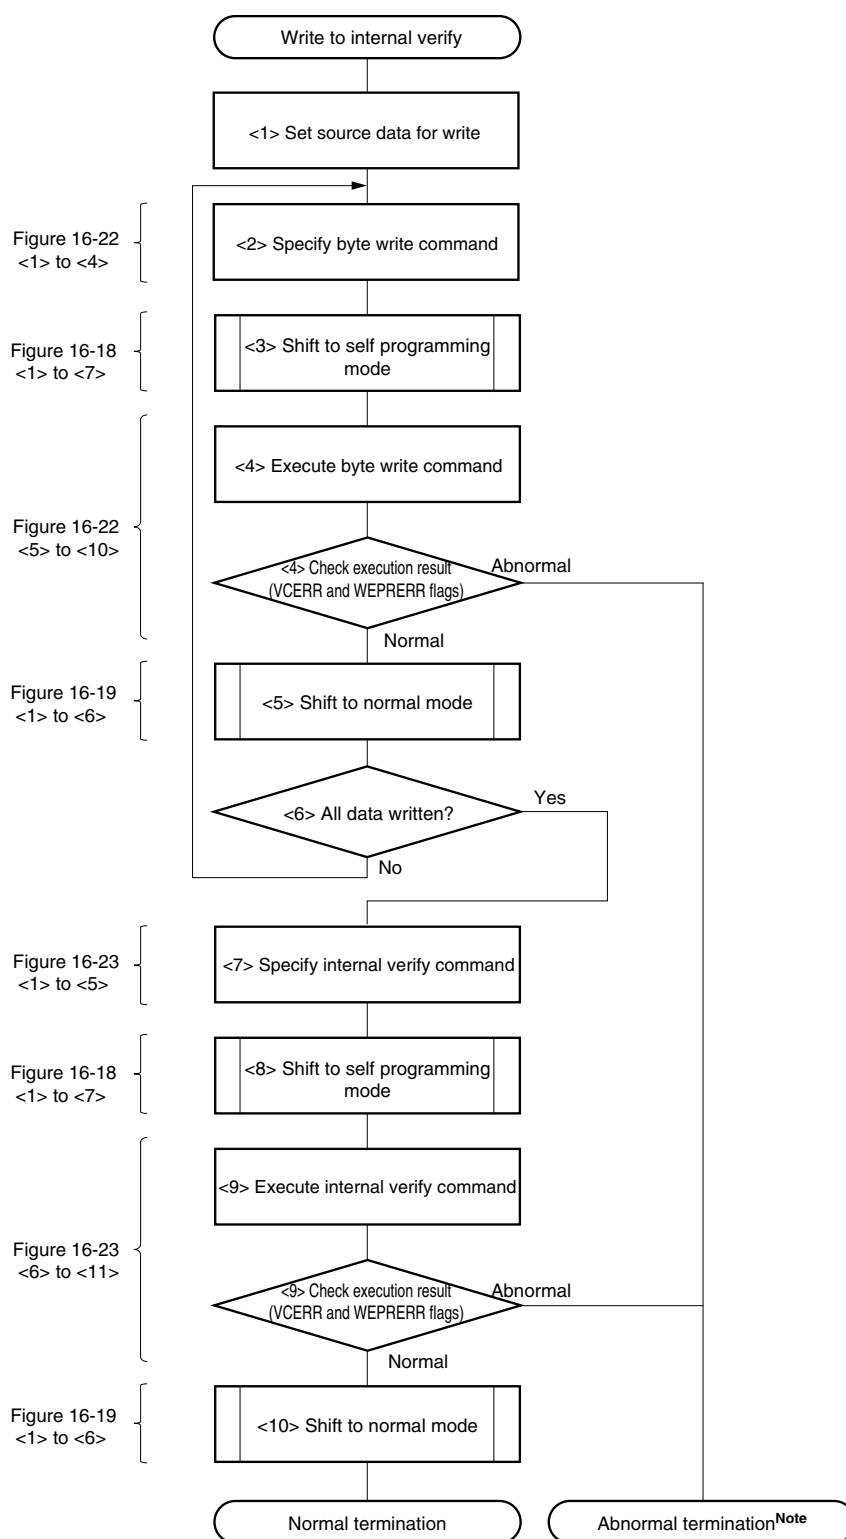 Write to internal verify
<1> Set source data for write
Figure 16-22
<1> to <4>
<2> Specify byte write command
Figure 16-18
<1> to <7>
<3> Shift to self programming
mode
<4> Execute byte write command
Figure 16-22
<5> to <10>
<4> Check execution result
(VCERR and WEPRERR flags)
Abnormal
Normal
Figure 16-19
<1> to <6>
<5> Shift to normal mode
<6> All data written?
Yes
No
Figure 16-23
<1> to <5>
<7> Specify internal verify command
Figure 16-18
<1> to <7>
<8> Shift to self programming
mode
<9> Execute internal verify command
Figure 16-23
<6> to <11>
<9> Check execution result
(VCERR and WEPRERR flags)
Abnormal
Normal
Figure 16-19
<1> to <6>
<10> Shift to normal mode
Normal termination
Abnormal terminationNote